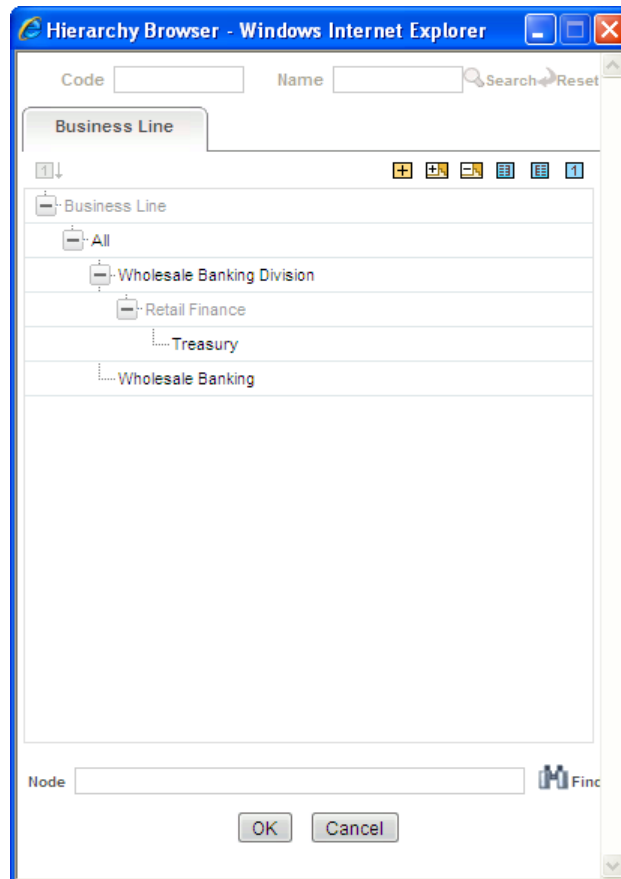 Hierarchy Browser - Windows Internet Explorer
Code Name Search Reset
Business Line
1
1
Business Line
All
Wholesale Banking Division
Retail Finance
Treasury
Wholesale Banking
Node Find
OK Cancel